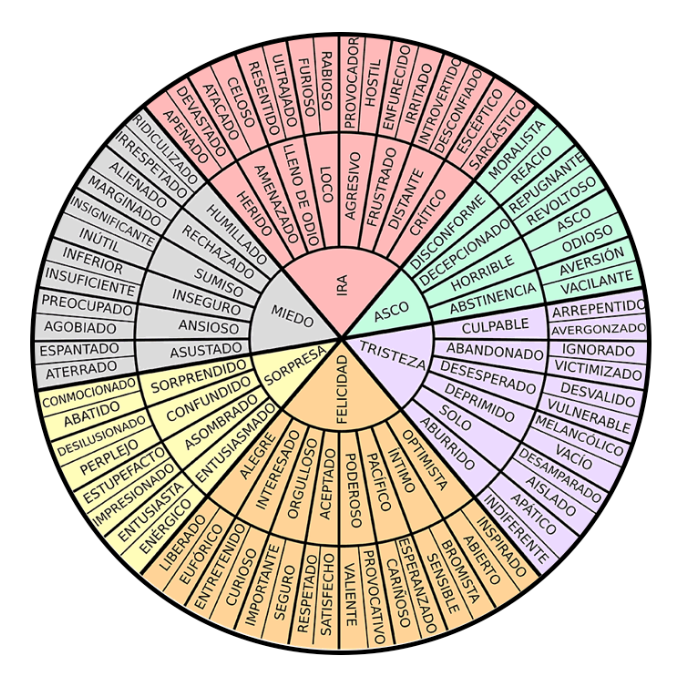 IRA
HERIDO
AMENAZADO
LLENO DE ODIO
LOCO
AGRESIVO
FRUSTRADO
DISTANTE
CRÍTICO
APENADO
DEVASTADO
ATACADO
CELOSO
RESENTIDO
ULTRAJADO
FURIOSO
RABIOSO
PROVOCADOR
HOSTIL
ENFURECIDO
IRRITADO
INTROVERTIDO
DESCONFIADO
ESCÉPTICO
SARCÁSTICO
ASCO
DISCONFORME
DECEPCIONADO
HORRIBLE
ABSTINENCIA
MORALISTA
REACIO
REPUGNANTE
REVOLTOSO
ASCO
ODIOSO
AVERSIÓN
VACILANTE
TRISTEZA
CULPABLE
ABANDONADO
DESESPERADO
DEPRIMIDO
SOLO
ABURRIDO
ARREPENTIDO
AVERGONZADO
IGNORADO
VICTIMIZADO
DESVALIDO
VULNERABLE
MELANCÓLICO
VACÍO
DESAMPARADO
AISLADO
APÁTICO
INDIFERENTE
FELICIDAD
OPTIMISTA
ÍNTIMO
PACÍFICO
PODEROSO
ACEPTADO
ORGULLOSO
INTERESADO
ALEGRE
INSPIRADO
ABIERTO
BROMISTA
SENSIBLE
ESPERANZADO
CARIÑOSO
PROVOCATIVO
VALIENTE
SATISFECHO
RESPETADO
SEGURO
IMPORTANTE
CURIOSO
ENTRETENIDO
EUFÓRICO
LIBERADO
SORPRESA
ENTUSIASMADO
ASOMBRADO
CONFUNDIDO
SORPRENDIDO
ENÉRGICO
ENTUSIASTA
IMPRESIONADO
ESTUPEFACTO
PERPLEJO
DESILUSIONADO
ABATIDO
CONMOCIONADO
MIEDO
ASUSTADO
ANSIOSO
INSEGURO
SUMISO
RECHAZADO
HUMILLADO
ATERRADO
ESPANTADO
AGOBIADO
PREOCUPADO
INSUFICIENTE
INFERIOR
INÚTIL
INSIGNIFICANTE
MARGINADO
ALIENADO
IRRESPETADO
RIDICULIZADO